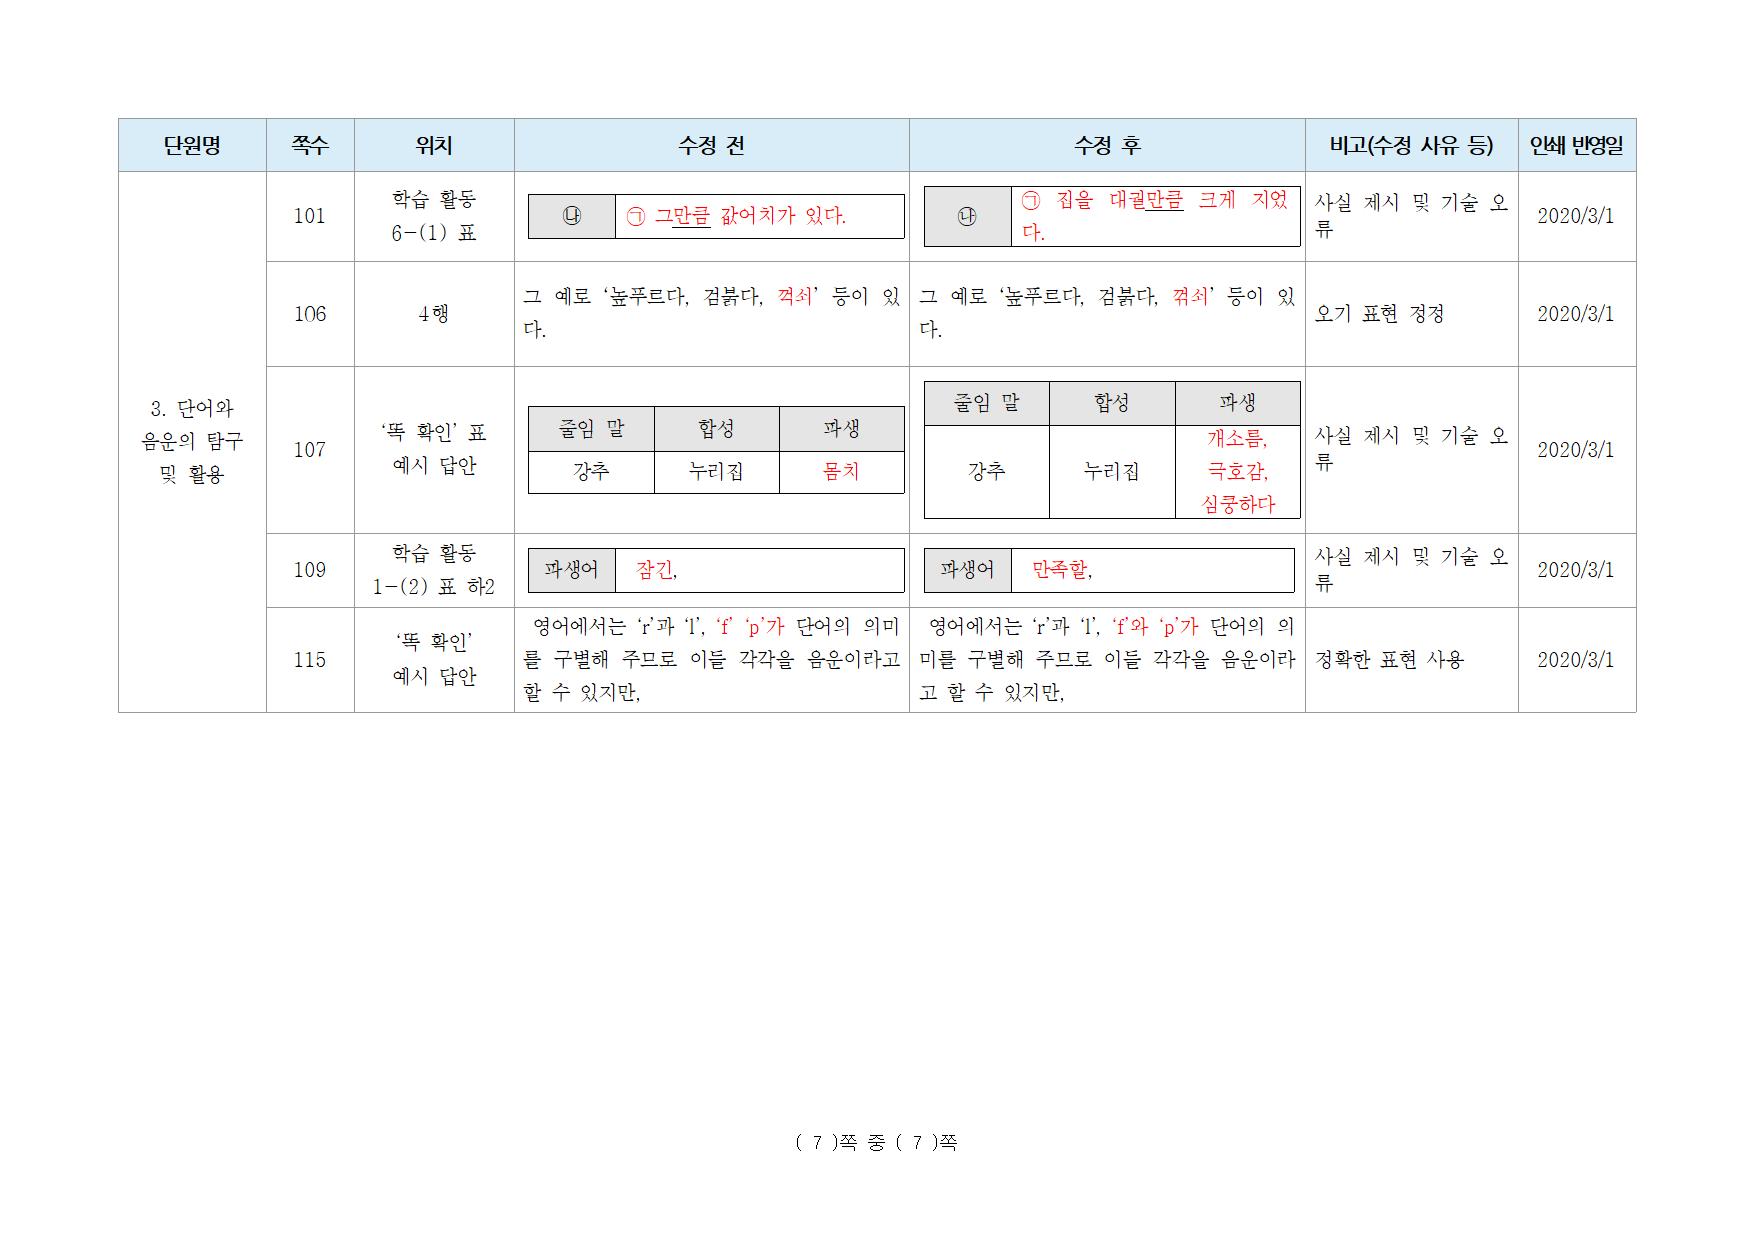 단원명 쪽수 위치 수정 전 수정 후 비고(수정 사유 등) 인쇄 반영일
3. 단어와
음운의 탐구
및 활용
101
학습 활동
6-(1) 표
㉯ ㉠ 그만큼 값어치가 있다.
㉯ ㉠ 집을 대궐만큼 크게 지었
다.
사실 제시 및 기술 오
류
2020/3/1
106
4행
그 예로 ‘높푸르다, 검붉다, 꺽쇠’ 등이 있
다.
그 예로 ‘높푸르다, 검붉다, 꺾쇠’ 등이 있
다.
오기 표현 정정
2020/3/1
107
‘똑 확인’ 표
예시 답안
줄임 말 합성 파생
강추 누리집 몸치
줄임 말 합성 파생
강추 누리집 개소름,
극호감,
심쿵하다
사실 제시 및 기술 오
류
2020/3/1
109
학습 활동
1-(2) 표 하2
파생어 잠긴,
파생어 만족할,
사실 제시 및 기술 오
류
2020/3/1
115
‘똑 확인’
예시 답안
영어에서는 ‘r’과 ‘l’, ‘f’ ‘p’가 단어의 의미
를 구별해 주므로 이들 각각을 음운이라고
할 수 있지만,
영어에서는 ‘r’과 ‘l’, ‘f’와 ‘p’가 단어의 의
미를 구별해 주므로 이들 각각을 음운이라
고 할 수 있지만,
정확한 표현 사용
2020/3/1
( 7 )쪽 중 ( 7 )쪽